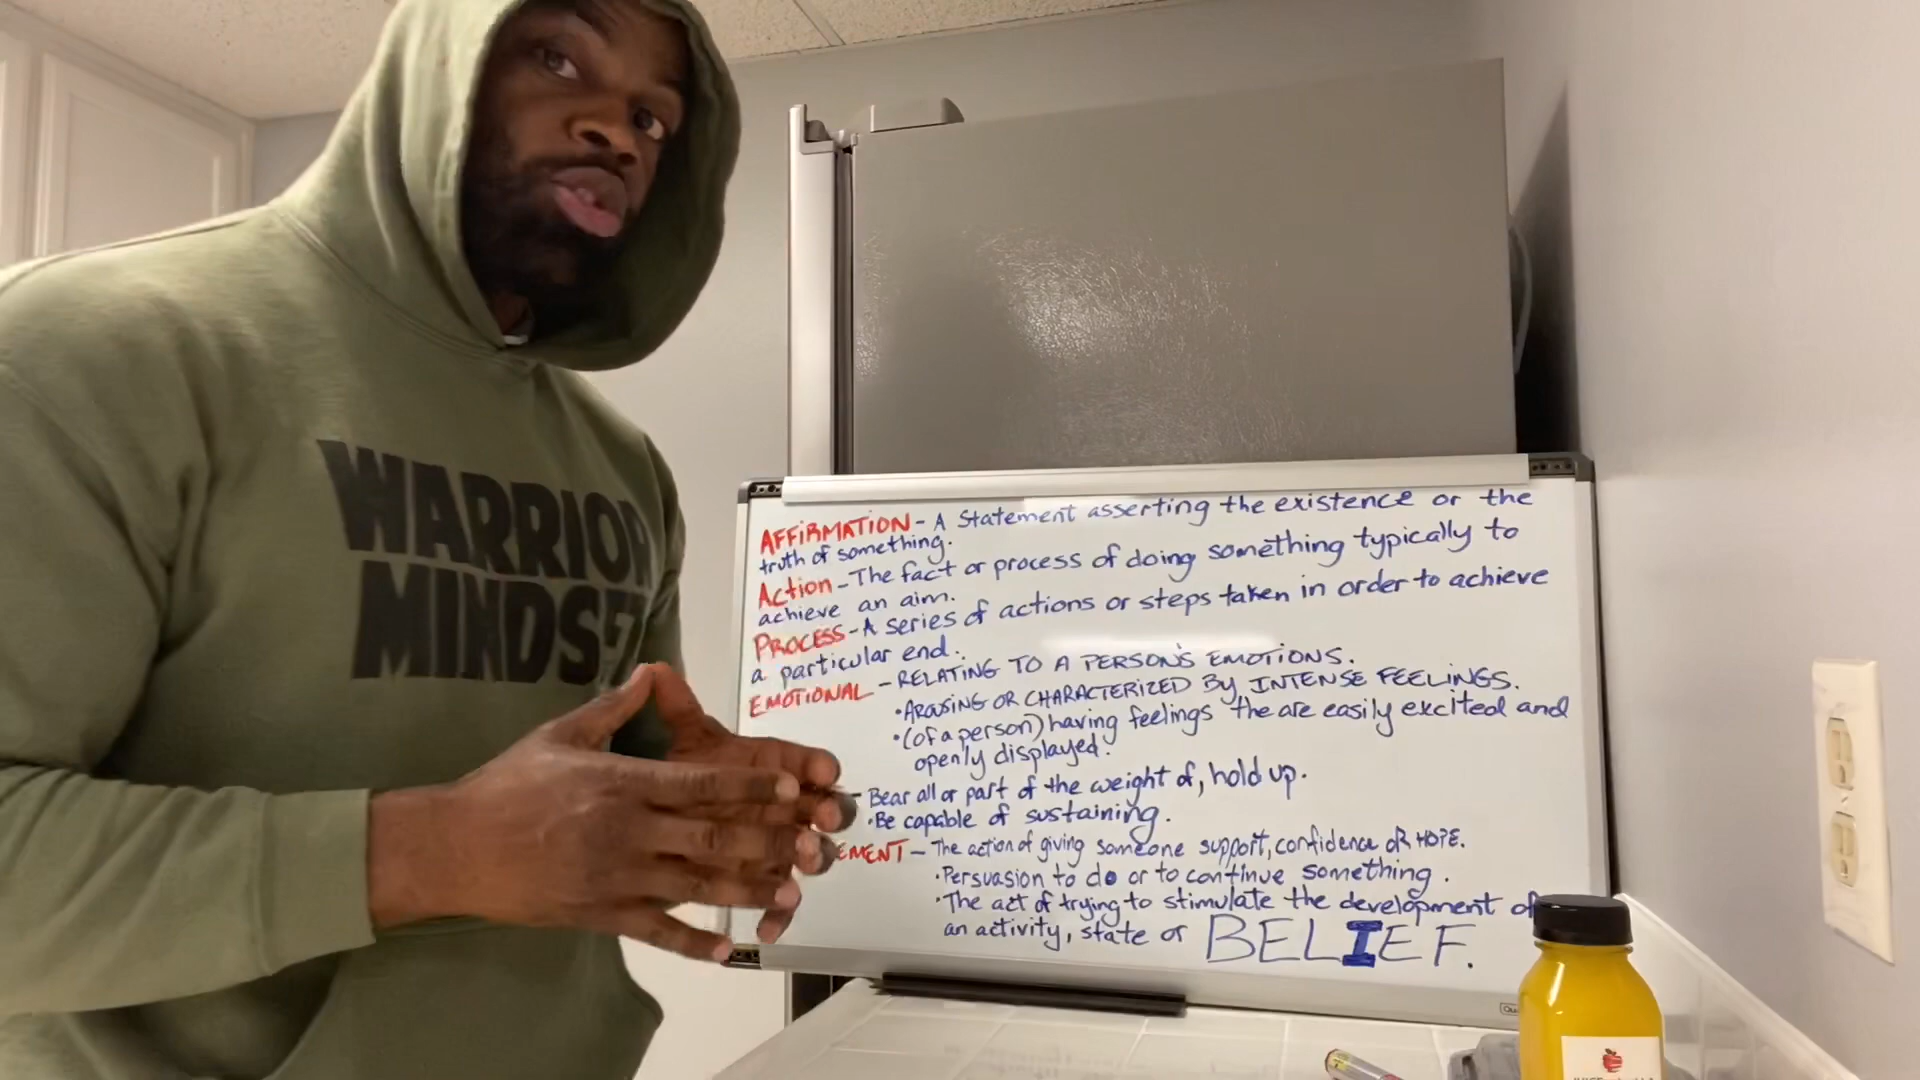 WARRIOR
MINDSET
AFFIRMATION - A Statement asserting the existence or the
truth of something.
Action - The fact or process of doing something typically to
achieve an aim.
PROCESS - A series of actions or steps taken in order to achieve
a particular end.
EMOTIONAL - RELATING TO A PERSON'S EMOTIONS.
• AROUSING OR CHARACTERIZED BY INTENSE FEELINGS.
• (of a person) having feelings the are easily excited and
openly displayed.
- Bear all or part of the weight of, hold up.
• Be capable of sustaining.
EMENT - The action of giving someone support, confidence OR HOPE.
• Persuasion to do or to continue something.
• The act of trying to stimulate the development of
an activity, state or BELIEF.